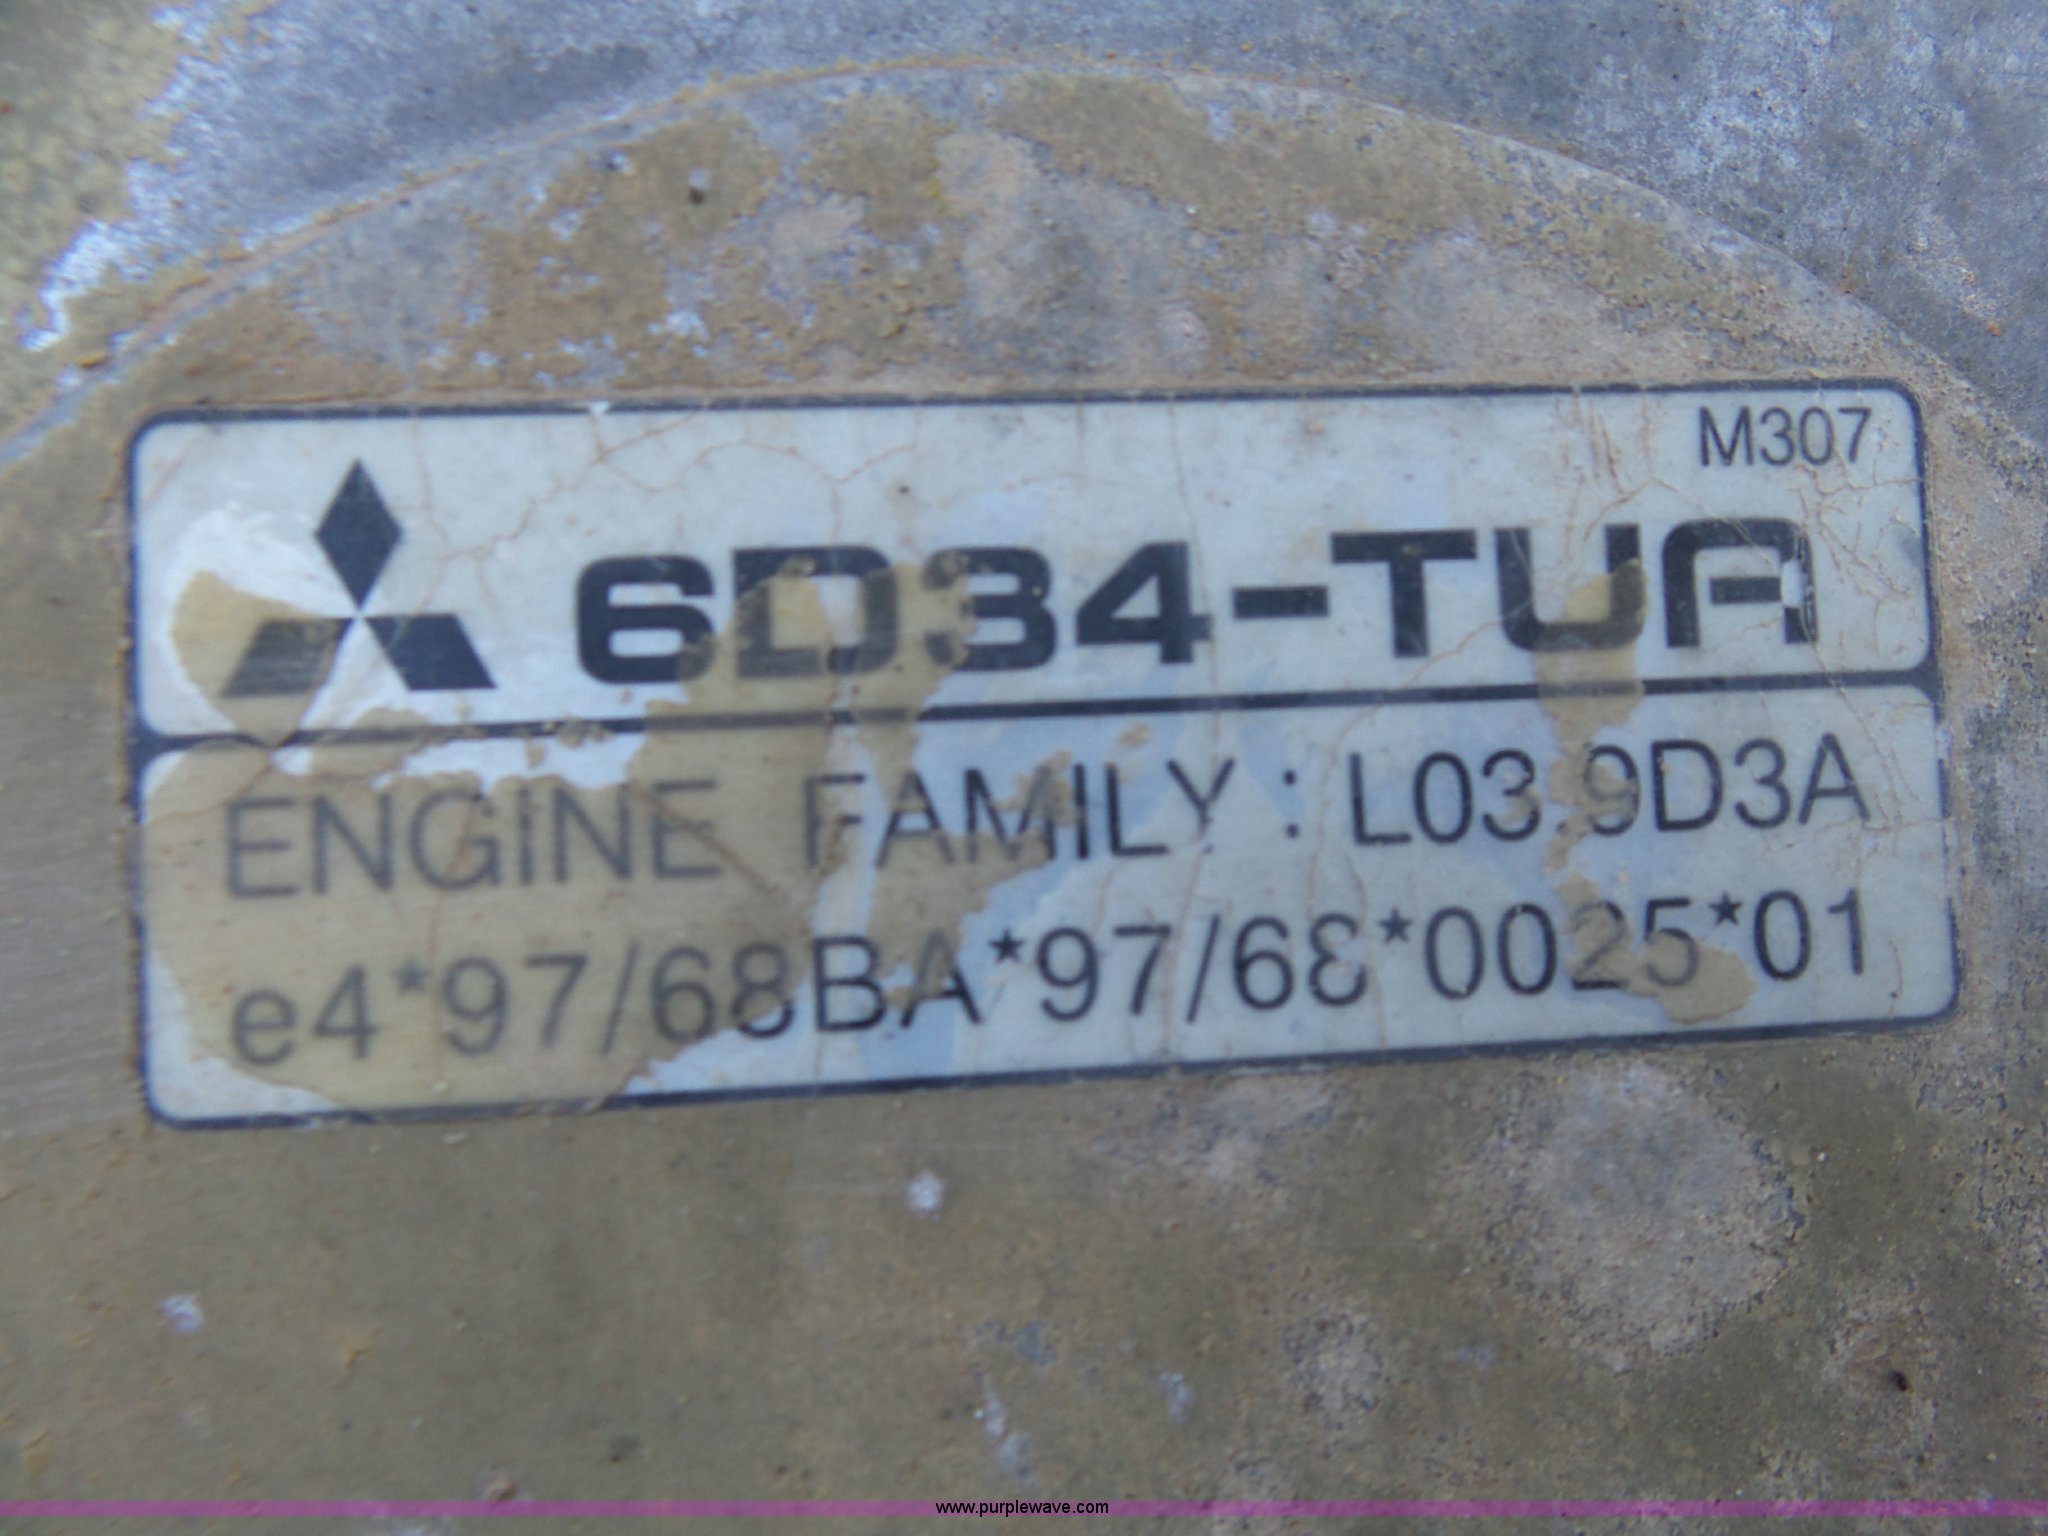 M307
6D34-TUA
ENGINE FAMILY : L03.9D3A
e4*97/68BA*97/68*0025*01
www.purplewave.com